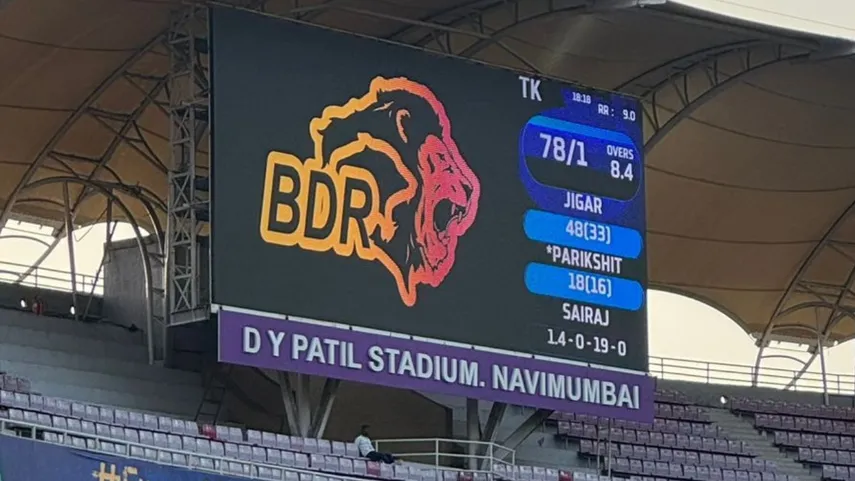 BDR
TK
18:18
RR : 9.0
78/1
OVERS
8.4
JIGAR
48(33)
*PARIKSHIT
18(16)
SAIRAJ
1.4-0-19-0
D Y PATIL STADIUM. NAVIMUMBAI